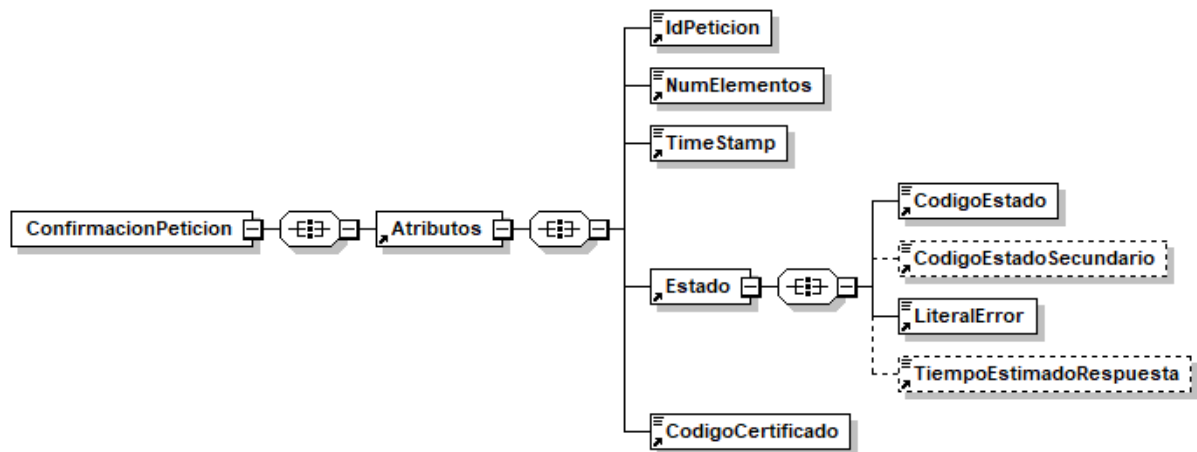 IdPeticion
NumElementos
TimeStamp
ConfirmacionPeticion
Atributos
Estado
CodigoEstado
CodigoEstadoSecundario
LiteralError
TiempoEstimadoRespuesta
CodigoCertificado